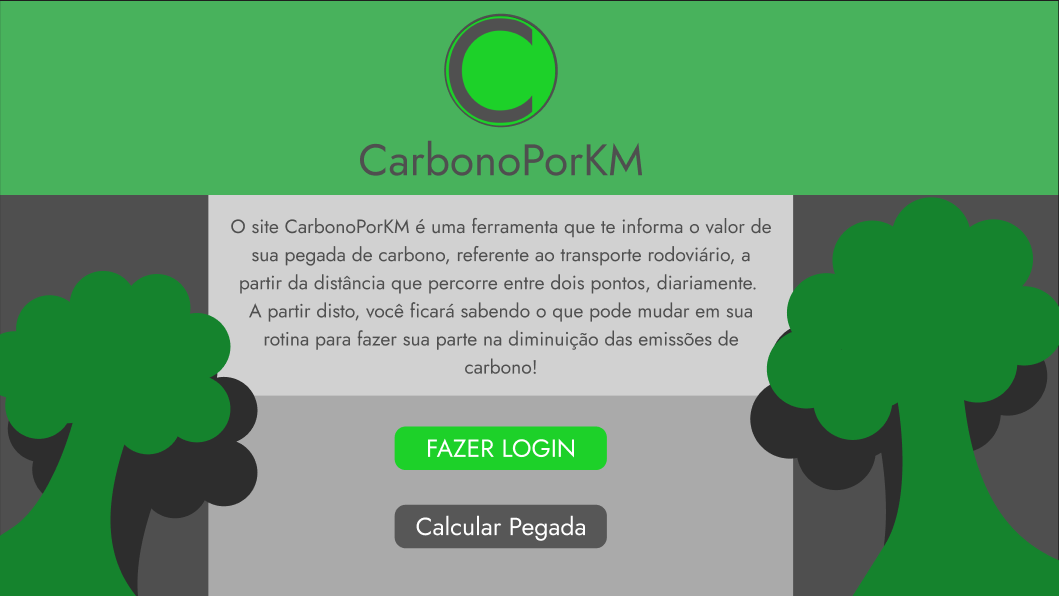 C
CarbonoPorKM
O site CarbonoPorKM é uma ferramenta que te informa o valor de
sua pegada de carbono, referente ao transporte rodoviário, a
partir da distância que percorre entre dois pontos, diariamente.
A partir disto, você ficará sabendo o que pode mudar em sua
rotina para fazer sua parte na diminuição das emissões de
carbono!
FAZER LOGIN
Calcular Pegada